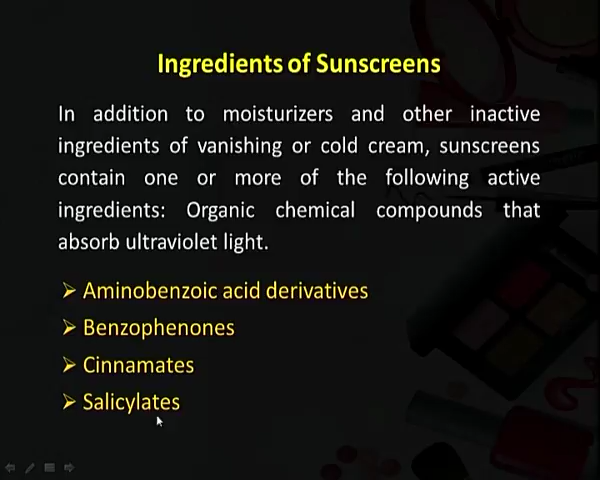 Ingredients of Sunscreens
In addition to moisturizers and other inactive
ingredients of vanishing or cold cream, sunscreens
contain one or more of the following active
ingredients: Organic chemical compounds that
absorb ultraviolet light.
➢ Aminobenzoic acid derivatives
➢ Benzophenones
➢ Cinnamates
➢ Salicylates